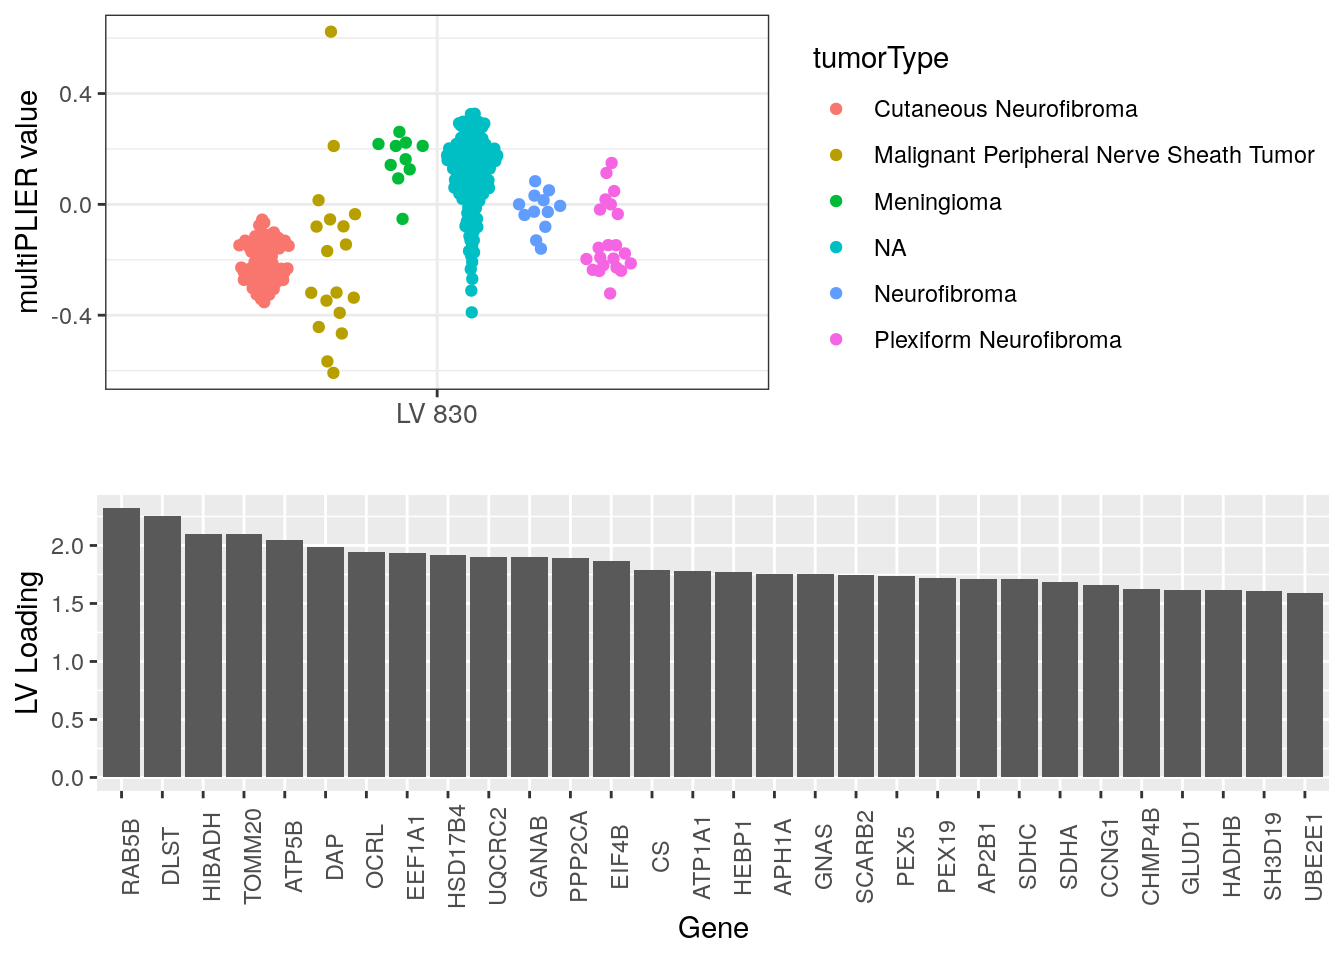 multiPLIER value
0.4
0.0
-0.4
LV 830
tumorType
Cutaneous Neurofibroma
Malignant Peripheral Nerve Sheath Tumor
Meningioma
NA
Neurofibroma
Plexiform Neurofibroma
LV Loading
2.0
1.5
1.0
0.5
0.0
RAB5B
DLST
HIBADH
TOMM20
ATP5B
DAP
OCRL
EEF1A1
HSD17B4
UQCRC2
GANAB
PPP2CA
EIF4B
CS
ATP1A1
HEBP1
APH1A
GNAS
SCARB2
PEX5
PEX19
AP2B1
SDHC
SDHA
CCNG1
CHMP4B
GLUD1
HADHB
SH3D19
UBE2E1
Gene